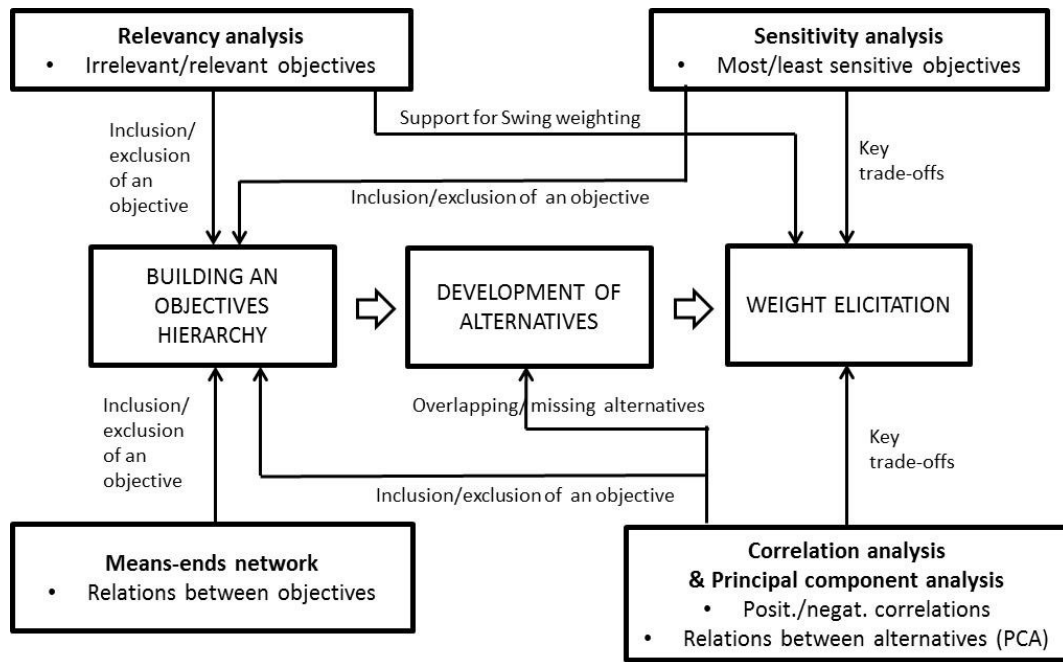 Relevancy analysis
• Irrelevant/relevant objectives
Sensitivity analysis
• Most/least sensitive objectives
Inclusion/
exclusion
of an
objective
Support for Swing weighting
Key
trade-offs
Inclusion/exclusion of an objective
BUILDING AN
OBJECTIVES
HIERARCHY
DEVELOPMENT OF
ALTERNATIVES
WEIGHT ELICITATION
Inclusion/
exclusion
of an
objective
Overlapping/missing alternatives
Key
trade-offs
Inclusion/exclusion of an objective
Means-ends network
• Relations between objectives
Correlation analysis
& Principal component analysis
• Posit./negat. correlations
• Relations between alternatives (PCA)